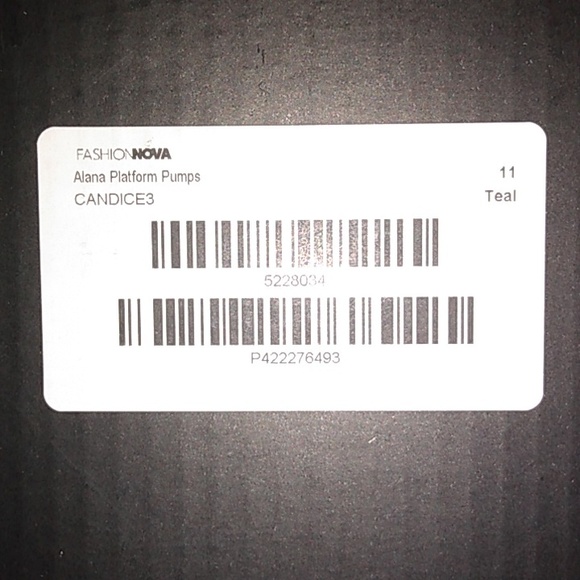 FASHIONNOVA
Alana Platform Pumps
CANDICE3
11
Teal
5228034
P422276493